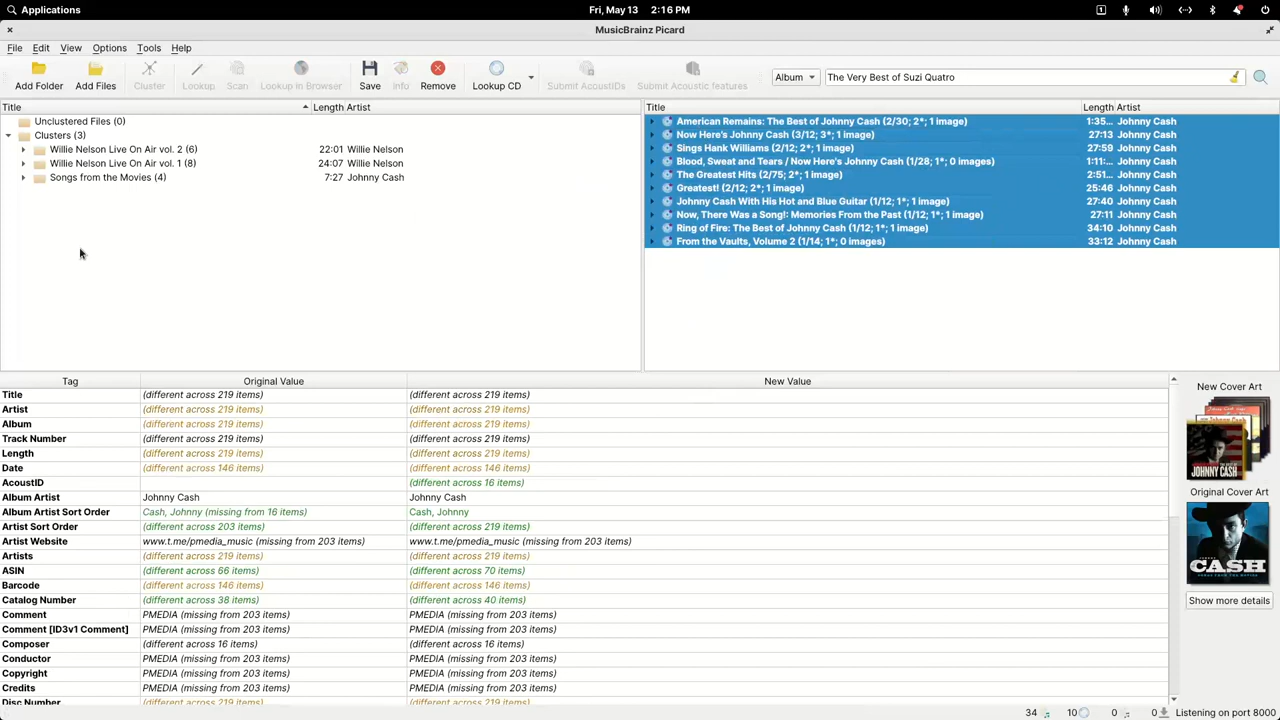 Applications
Fri, May 13
2:16 PM
MusicBrainz Picard
File Edit View Options Tools Help
Add Folder Add Files Cluster Lookup Scan Lookup in Browser Save Info Remove Lookup CD Submit AcoustIDs Submit Acoustic features Album The Very Best of Suzi Quatro
Title Length Artist
Unclustered Files (0)
Clusters (3)
Willie Nelson Live On Air vol. 2 (6) 22:01 Willie Nelson
Willie Nelson Live On Air vol. 1 (8) 24:07 Willie Nelson
Songs from the Movies (4) 7:27 Johnny Cash
Title Length Artist
American Remains: The Best of Johnny Cash (2/30; 2*; 1 image) 1:35... Johnny Cash
Now Here's Johnny Cash (3/12; 3*; 1 image) 27:13 Johnny Cash
Sings Hank Williams (2/12; 2*; 1 image) 27:59 Johnny Cash
Blood, Sweat and Tears / Now Here's Johnny Cash (1/28; 1*; 0 images) 1:11:... Johnny Cash
The Greatest Hits (2/75; 2*; 1 image) 2:51... Johnny Cash
Greatest! (2/12; 2*; 1 image) 25:46 Johnny Cash
Johnny Cash With His Hot and Blue Guitar (1/12; 1*; 1 image) 27:40 Johnny Cash
Now, There Was a Song!: Memories From the Past (1/12; 1*; 1 image) 27:11 Johnny Cash
Ring of Fire: The Best of Johnny Cash (1/12; 1*; 1 image) 34:10 Johnny Cash
From the Vaults, Volume 2 (1/14; 1*; 0 images) 33:12 Johnny Cash
Tag Original Value New Value
Title (different across 219 items) (different across 219 items)
Artist (different across 219 items) (different across 219 items)
Album (different across 219 items) (different across 219 items)
Track Number (different across 219 items) (different across 219 items)
Length (different across 219 items) (different across 219 items)
Date (different across 146 items) (different across 146 items)
AcoustID (different across 16 items)
Album Artist Johnny Cash Johnny Cash
Album Artist Sort Order Cash, Johnny (missing from 16 items) Cash, Johnny
Artist Sort Order (different across 203 items) (different across 219 items)
Artist Website www.t.me/pmedia_music (missing from 203 items) www.t.me/pmedia_music (missing from 203 items)
Artists (different across 219 items) (different across 219 items)
ASIN (different across 66 items) (different across 70 items)
Barcode (different across 146 items) (different across 146 items)
Catalog Number (different across 38 items) (different across 40 items)
Comment PMEDIA (missing from 203 items) PMEDIA (missing from 203 items)
Comment [ID3v1 Comment] PMEDIA (missing from 203 items) PMEDIA (missing from 203 items)
Composer (different across 16 items) (different across 16 items)
Conductor PMEDIA (missing from 203 items) PMEDIA (missing from 203 items)
Copyright PMEDIA (missing from 203 items) PMEDIA (missing from 203 items)
Credits PMEDIA (missing from 203 items) PMEDIA (missing from 203 items)
Disc Number (different across 219 items) (different across 219 items)
New Cover Art
JOHNNY CASH
Original Cover Art
CASH
Show more details
34 10 0 0 Listening on port 8000